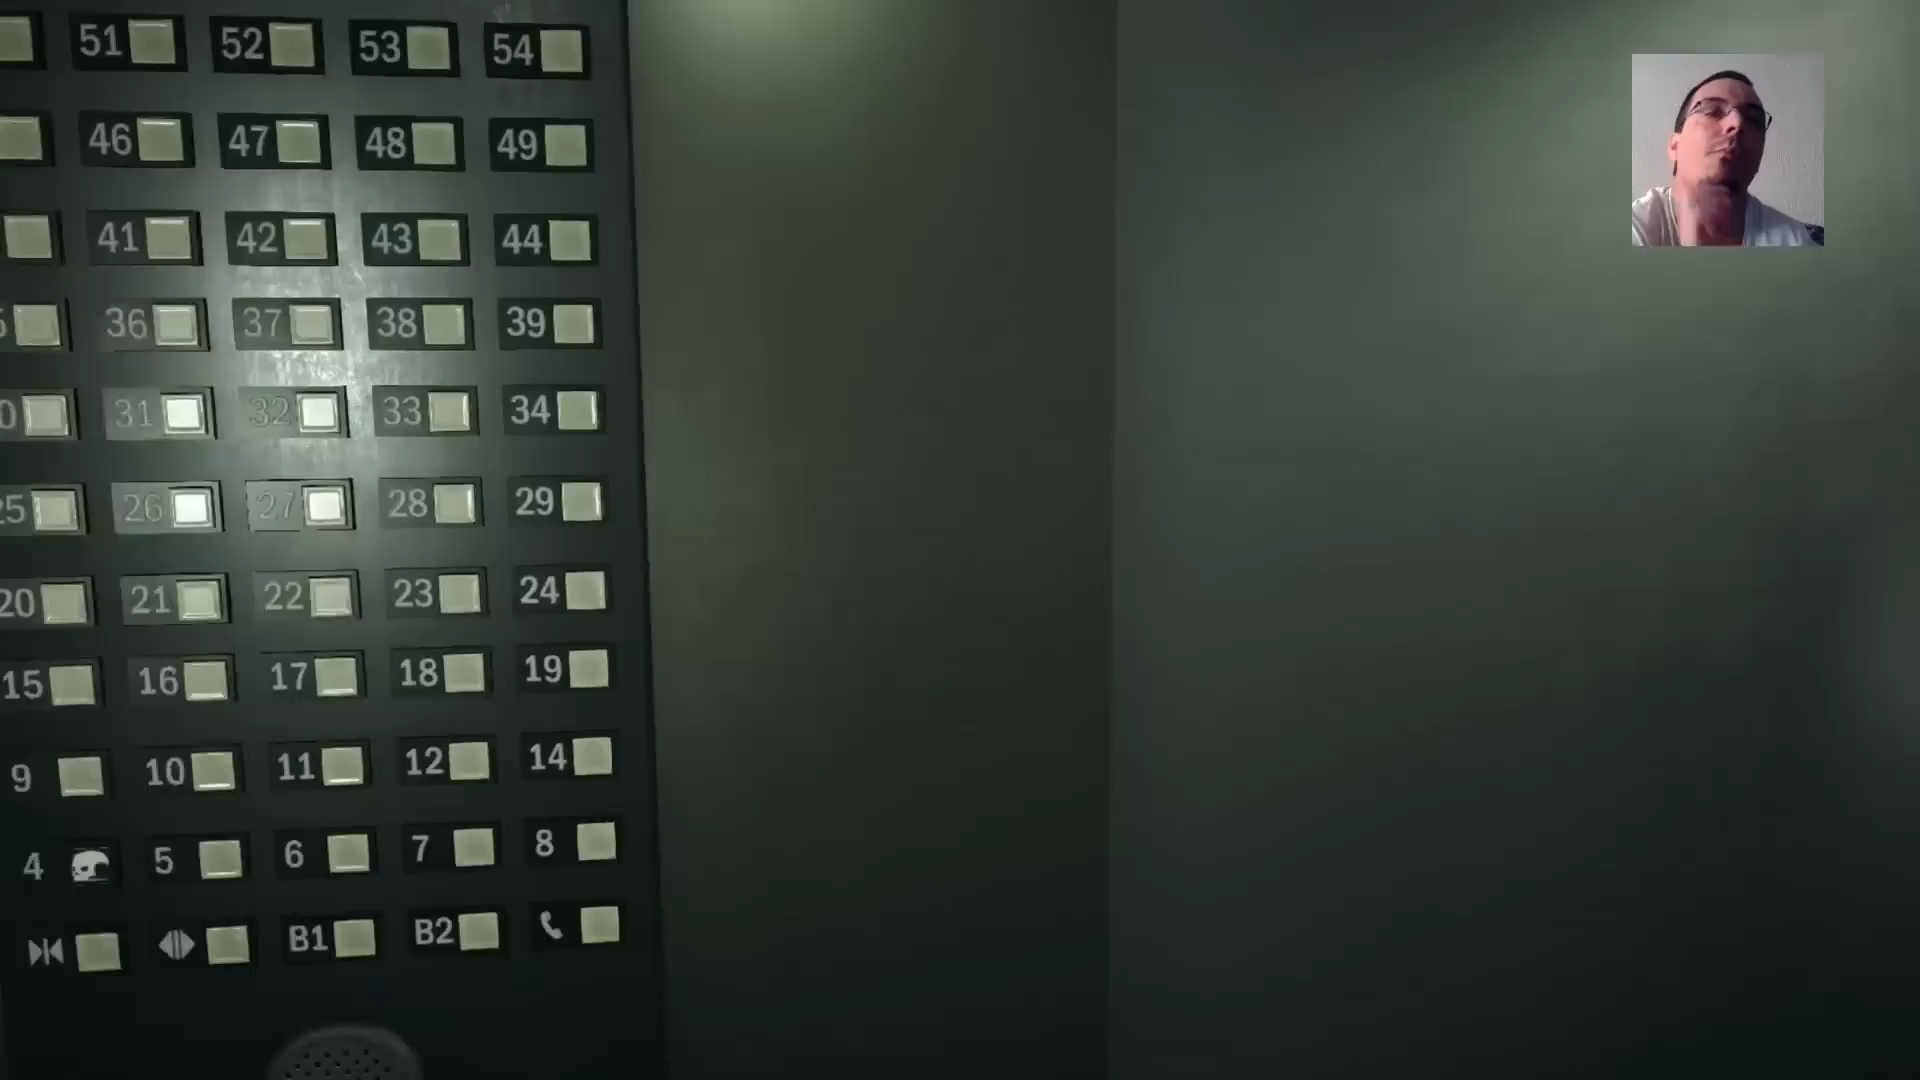 51 52 53 54
46 47 48 49
41 42 43 44
36 37 38 39
31 32 33 34
25 26 27 28 29
20 21 22 23 24
15 16 17 18 19
9 10 11 12 14
4 5 6 7 8
B1 B2